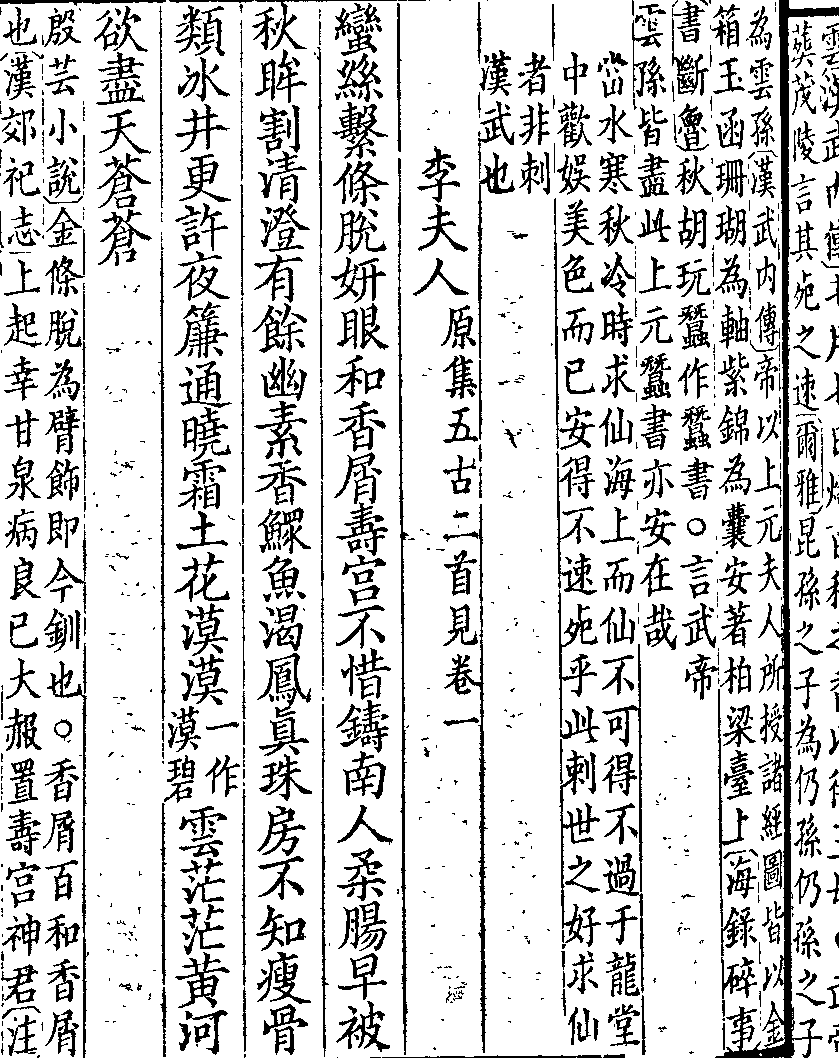 葵茂陵言其死之速爾雅昆孫之子為仍孫仍孫之子
為雲孫漢武內傳帝以上元夫人所授諸經圖皆以金
箱玉函珊瑚為軸紫錦為囊安著柏梁臺上海錄碎事
書斷魯秋胡玩蠶作蠶書○言武帝
雲孫皆盡此上元蠶書亦安在哉
當水寒秋冷時求仙海上而仙不可得不過于龍堂
中歡娛美色而已安得不速死乎此刺世之好求仙
者非刺
漢武也
李夫人原集五古二首見卷一
蠻絲繫條脫妍眼和香屑壽宮不惜鑄南人柔腸早被
秋眸割清澄有餘幽素香鰥魚渴鳳真珠房不知瘦骨
類冰井更許夜簾通曉霜土花漠漠一作漠碧雲茫茫黃河
欲盡天蒼蒼
殷芸小說金條脫為臂飾即今釧也○香屑百和香屑
也漢郊祀志上起幸甘泉病良已大赧置壽宮神君注